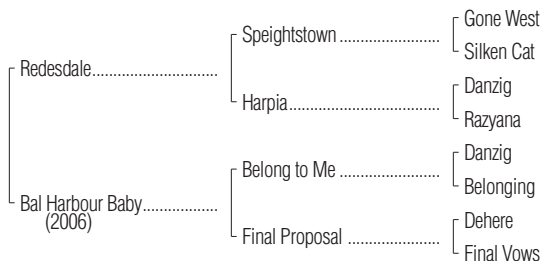 Gone West
Speightstown
Silken Cat
Redesdale
Danzig
Harpia
Razyana
Danzig
Belong to Me
Belonging
Bal Harbour Baby
(2006)
Dehere
Final Proposal
Final Vows